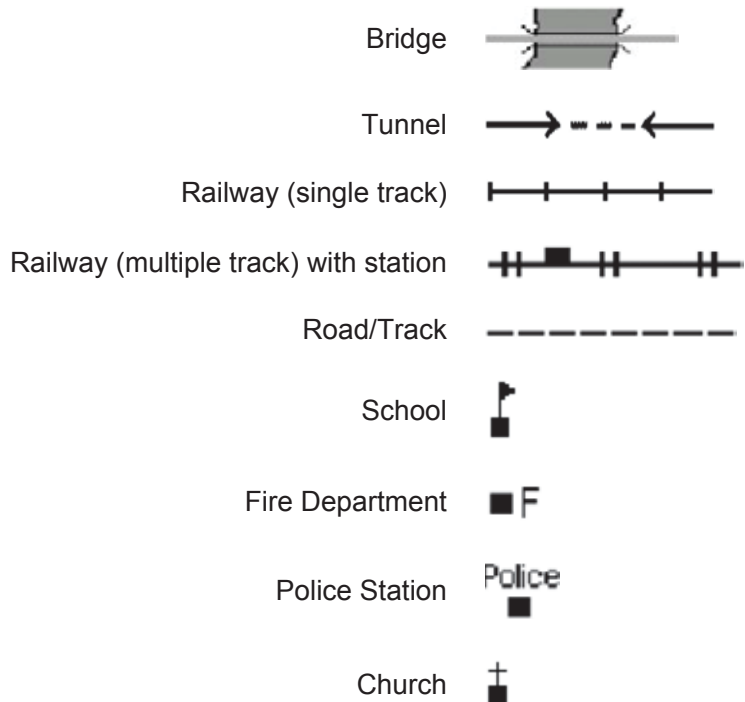 Bridge
Tunnel
Railway (single track)
Railway (multiple track) with station
Road/Track
School
Fire Department
F
Police Station
Police
Church